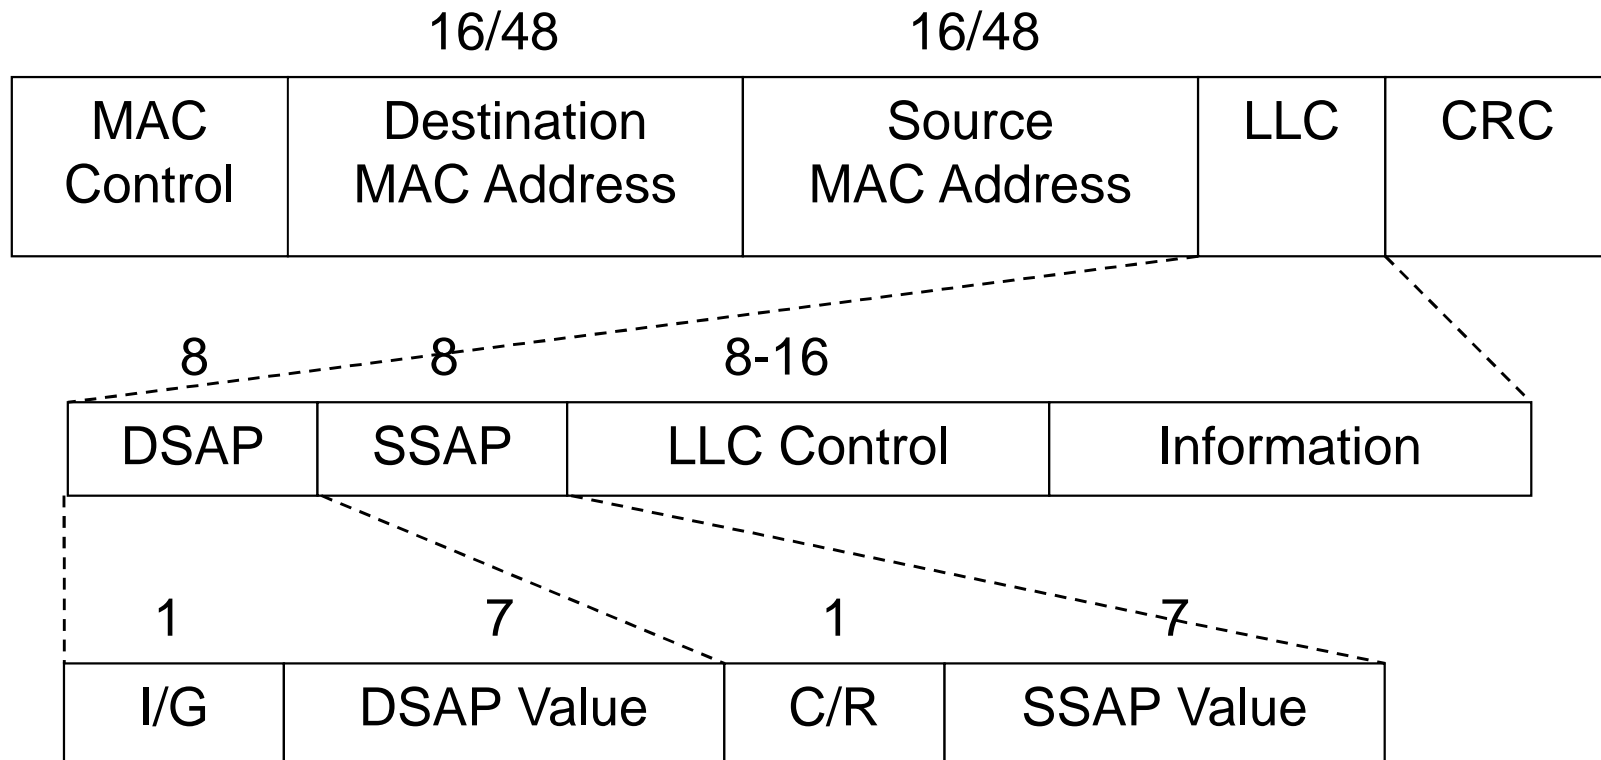 16/48 16/48
MAC Control Destination MAC Address Source MAC Address LLC CRC
8 8 8-16
DSAP SSAP LLC Control Information
1 7 1 7
I/G DSAP Value C/R SSAP Value